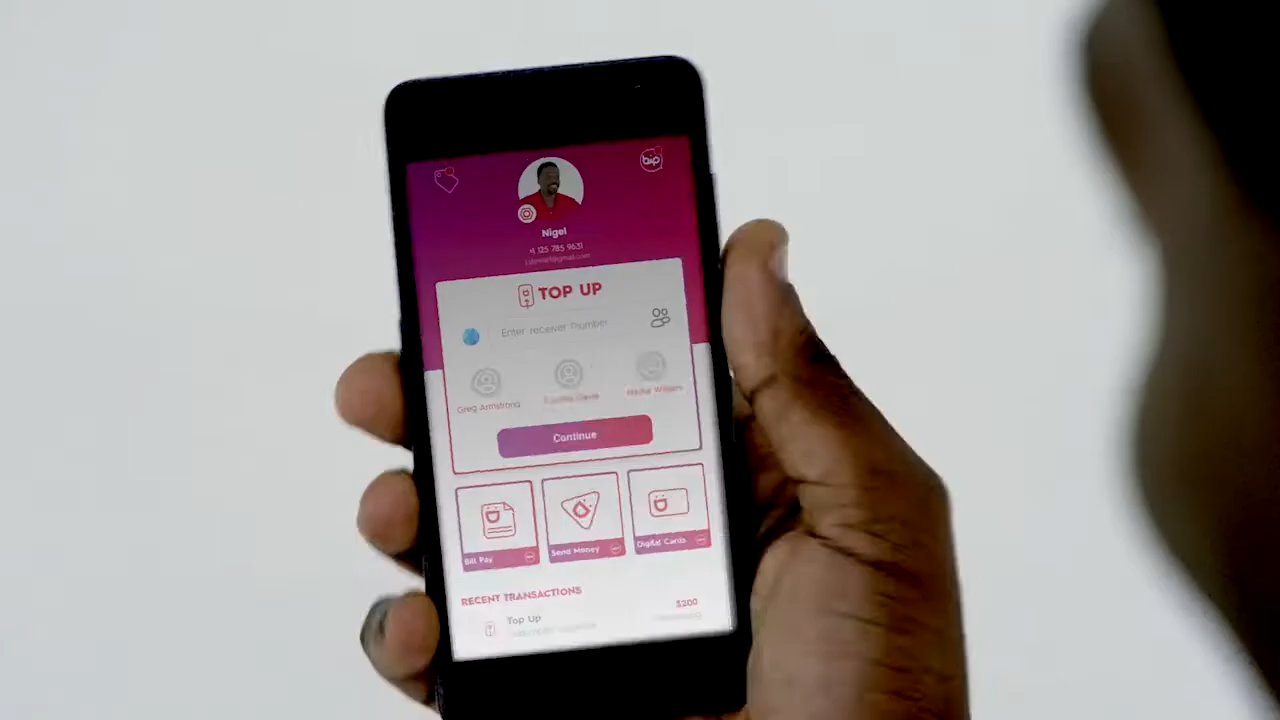 bip
Nigel
+1 125 785 9631
TOP UP
Enter receiver number
Greg Armstrong
Continue
Bill Pay
Send Money
Digital Cards
RECENT TRANSACTIONS
Top Up
$200